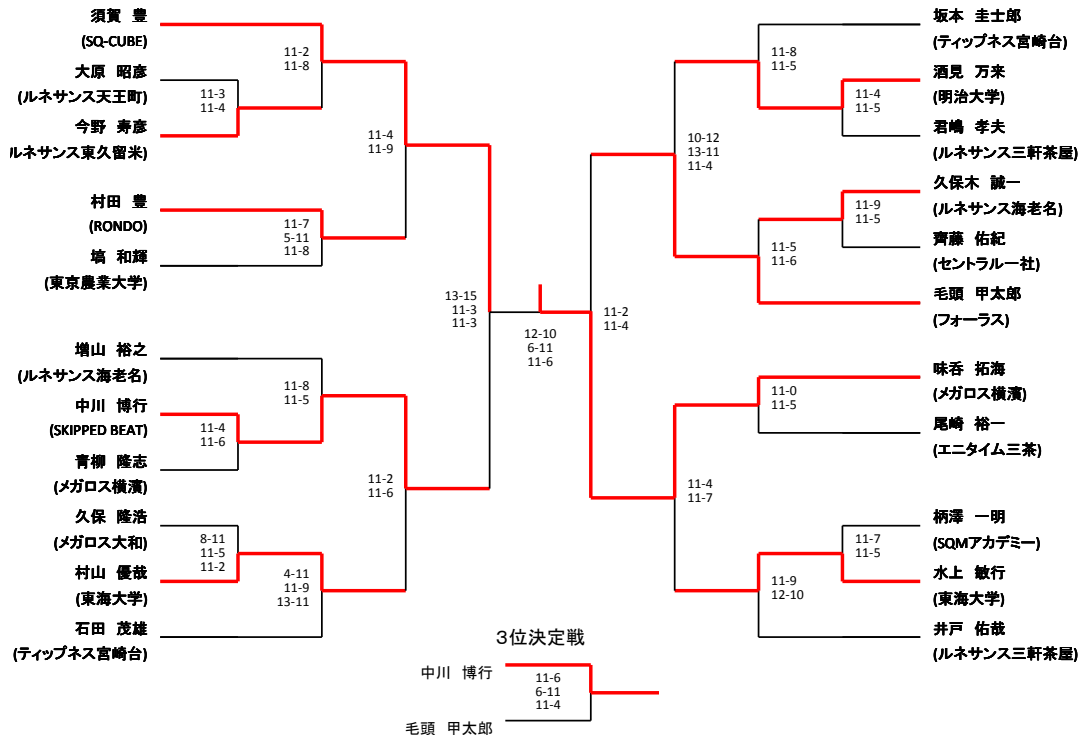 須賀 豊
(SQ-CUBE)
大原 昭彦
(ルネサンス天王町)
今野 寿彦
ルネサンス東久留米)
村田 豊
(RONDO)
塙 和輝
(東京農業大学)
増山 裕之
(ルネサンス海老名)
中川 博行
(SKIPPED BEAT)
青柳 隆志
(メガロス横濱)
久保 隆浩
(メガロス大和)
村山 優哉
(東海大学)
石田 茂雄
(ティップネス宮崎台)
11-2
11-8
11-3
11-4
11-4
11-9
11-7
5-11
11-8
13-15
11-3
11-3
11-8
11-5
11-4
11-6
11-2
11-6
8-11
11-5
11-2
4-11
11-9
13-11
12-10
6-11
11-6
坂本 圭士郎
(ティップネス宮崎台)
酒見 万来
(明治大学)
君嶋 孝夫
(ルネサンス三軒茶屋)
久保木 誠一
(ルネサンス海老名)
齊藤 佑紀
(セントラル一社)
毛頭 甲太郎
(フォーラス)
味呑 拓海
(メガロス横濱)
尾崎 裕一
(エニタイム三茶)
柄澤 一明
(SQMアカデミー)
水上 敏行
(東海大学)
井戸 佑哉
(ルネサンス三軒茶屋)
11-8
11-5
11-4
11-5
10-12
13-11
11-4
11-9
11-5
11-5
11-6
11-2
11-4
11-0
11-5
11-4
11-7
11-7
11-5
11-9
12-10
3位決定戦
中川 博行
11-6
6-11
11-4
毛頭 甲太郎